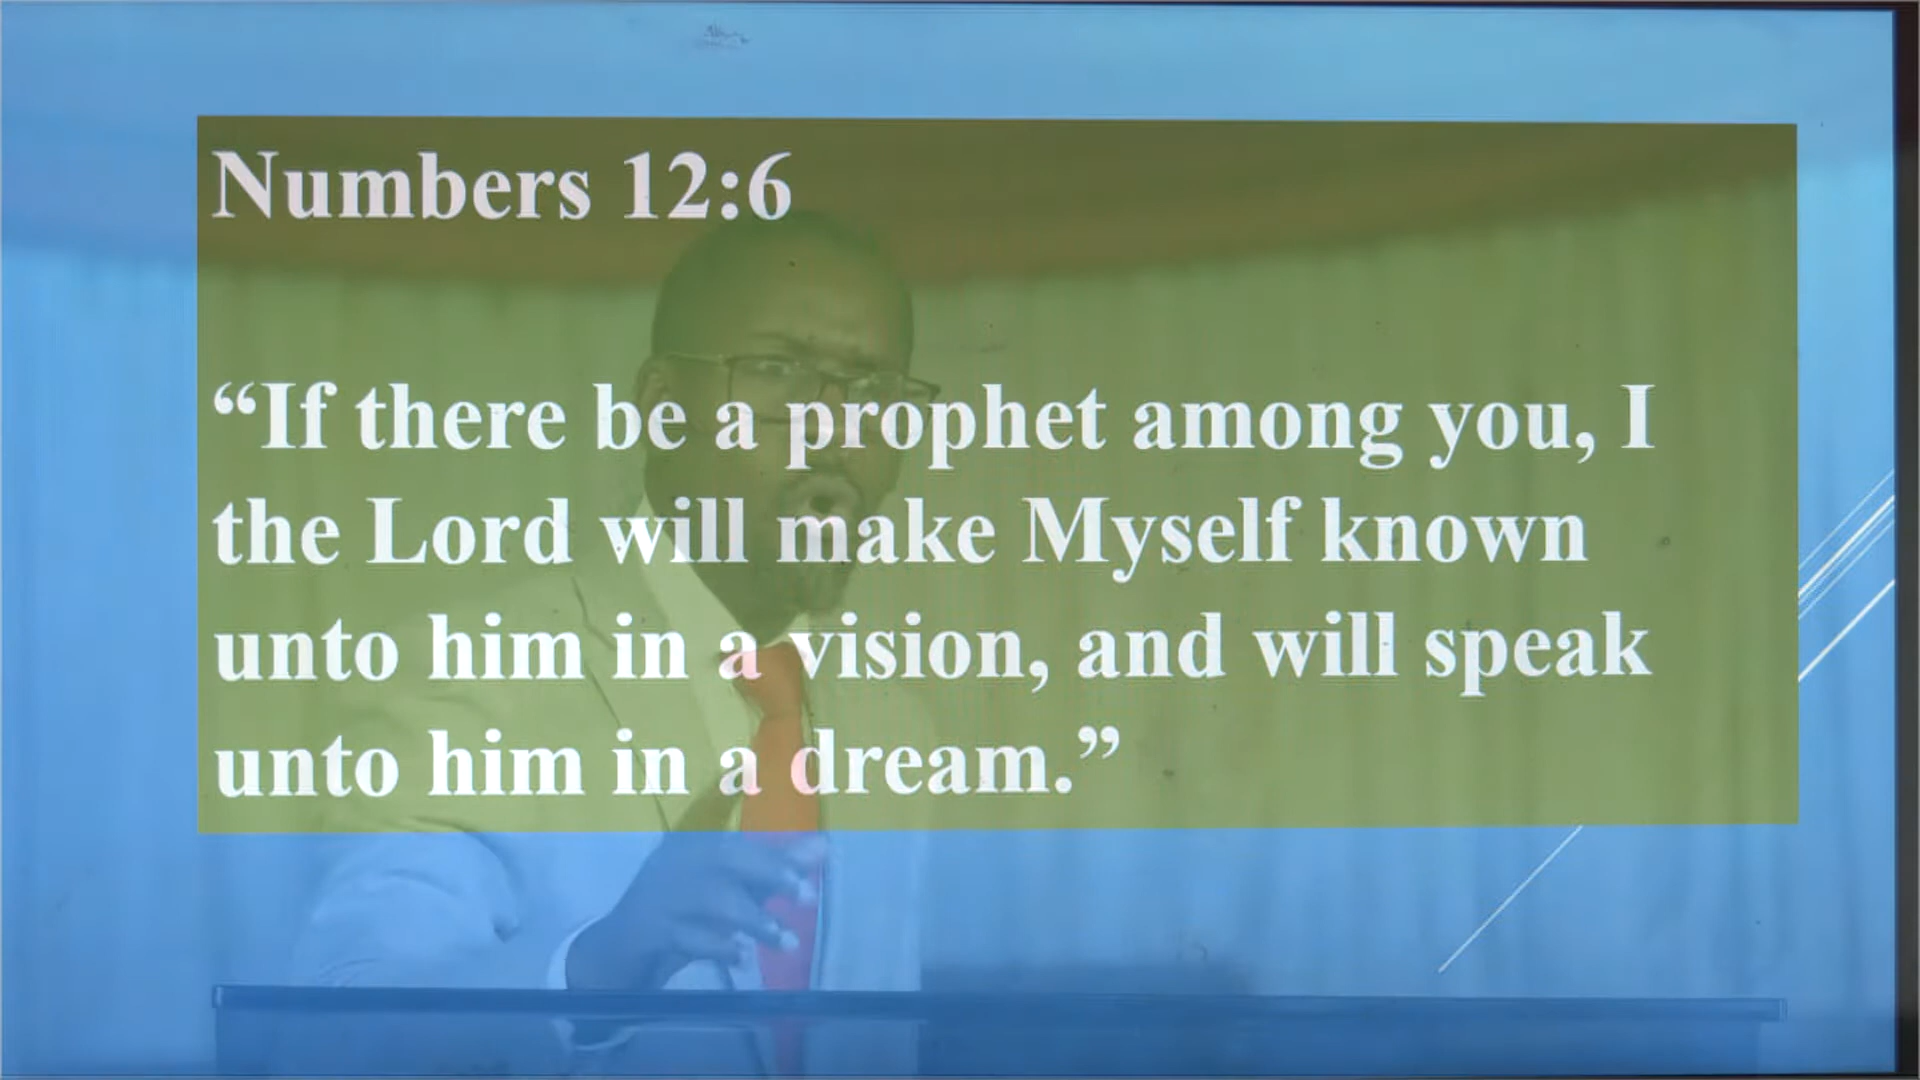 Numbers 12:6
“If there be a prophet among you, I
the Lord will make Myself known
unto him in a vision, and will speak
unto him in a dream.”